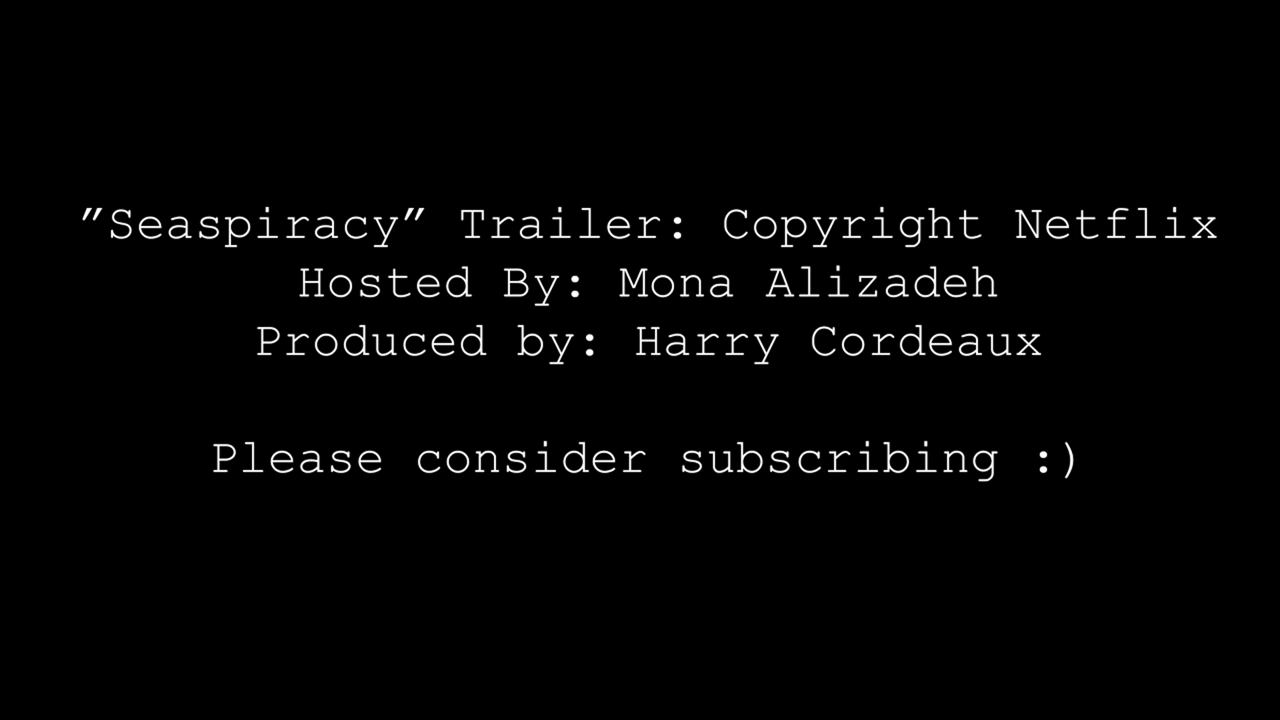 ”Seaspiracy” Trailer: Copyright Netflix
Hosted By: Mona Alizadeh
Produced by: Harry Cordeaux
Please consider subscribing :)